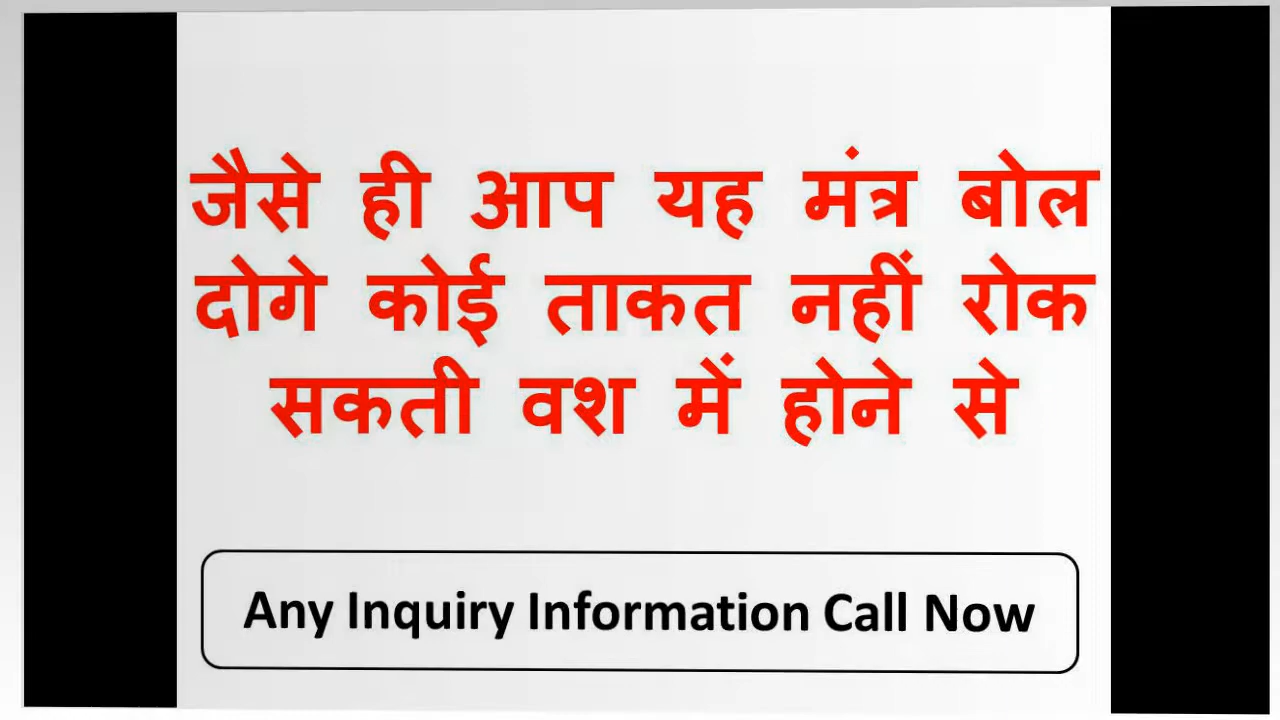 जैसे ही आप यह मंत्र बोल
दोगे कोई ताकत नहीं रोक
सकती वश में होने से
Any Inquiry Information Call Now